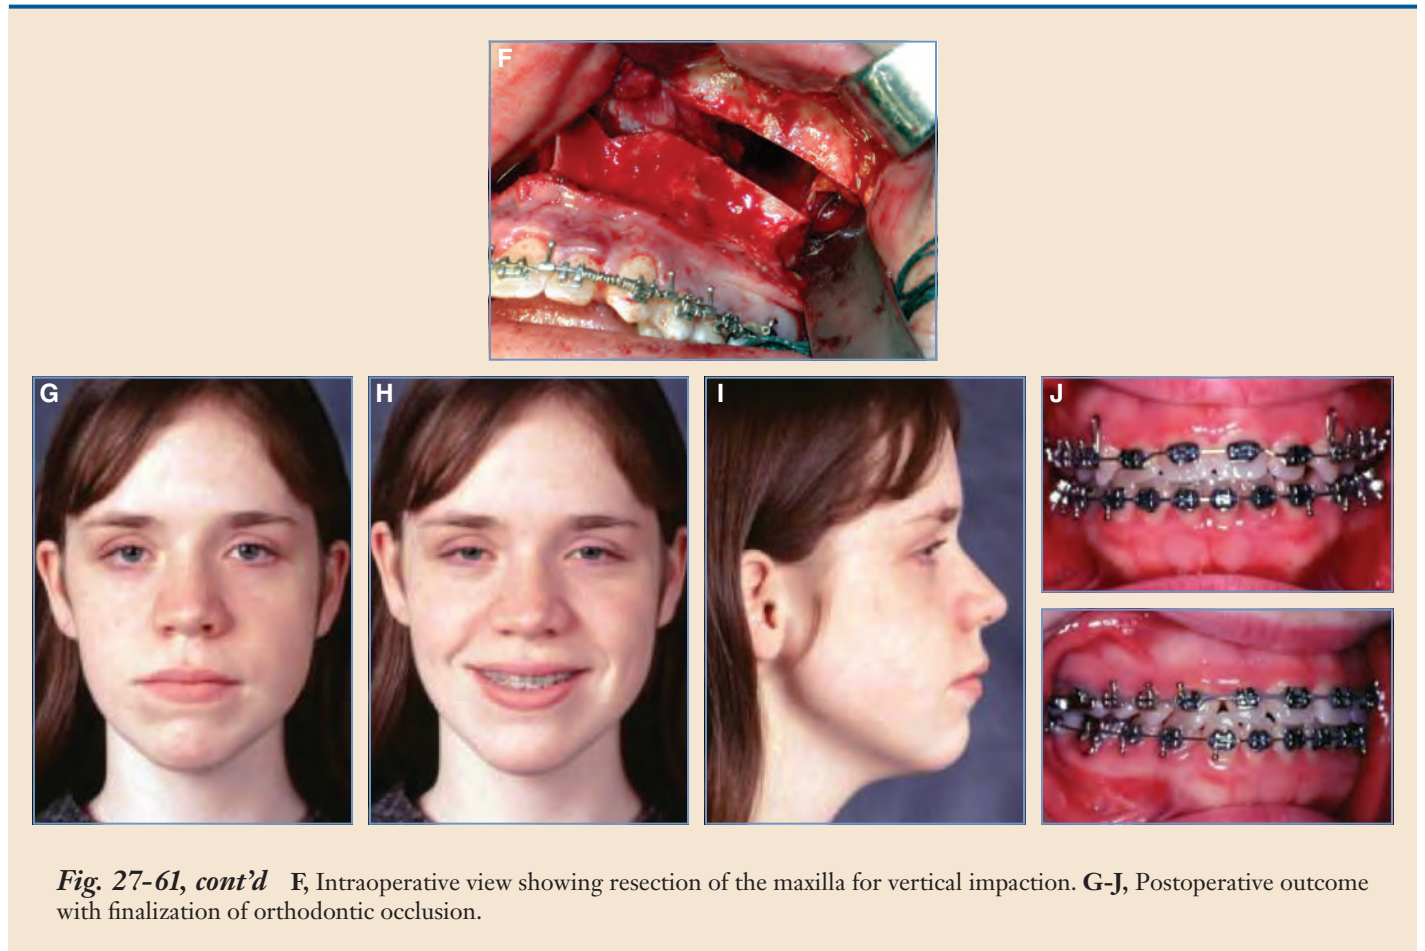 F
G
H
I
J
Fig. 27-61, cont’d F, Intraoperative view showing resection of the maxilla for vertical impaction. G-J, Postoperative outcome
with finalization of orthodontic occlusion.